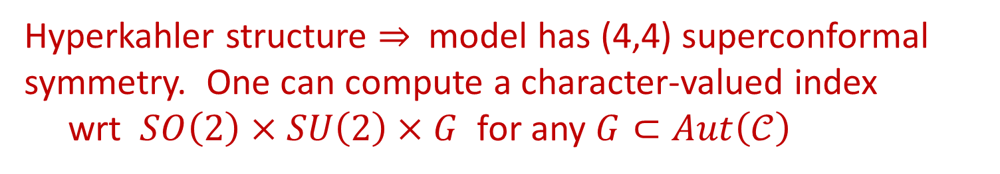 Hyperkahler structure ⇒ model has (4,4) superconformal
symmetry. One can compute a character-valued index
wrt SO(2) × SU(2) × G for any G ⊂ Aut(𝒞)